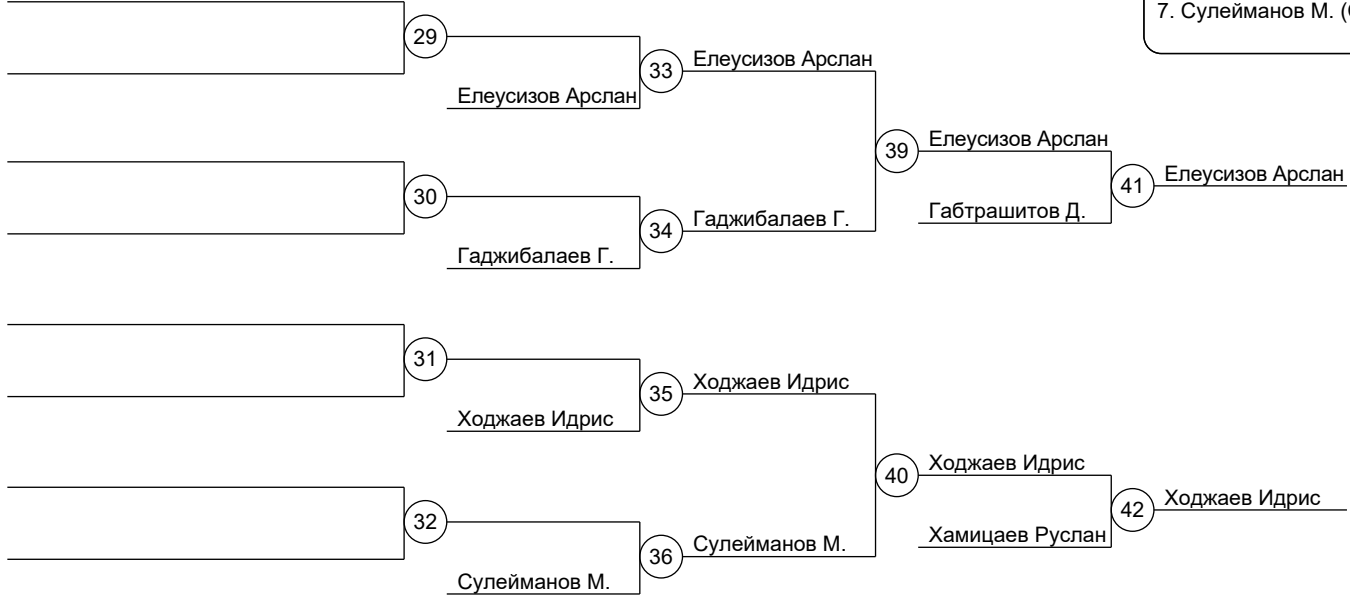 7. Сулейманов М. (
29
Елеусизов Арслан
33
Елеусизов Арслан
39
Елеусизов Арслан
41
Елеусизов Арслан
30
Гаджибалаев Г.
34
Гаджибалаев Г.
Габтрашитов Д.
31
Ходжаев Идрис
35
Ходжаев Идрис
40
Ходжаев Идрис
42
Ходжаев Идрис
32
Сулейманов М.
36
Сулейманов М.
Хамицаев Руслан